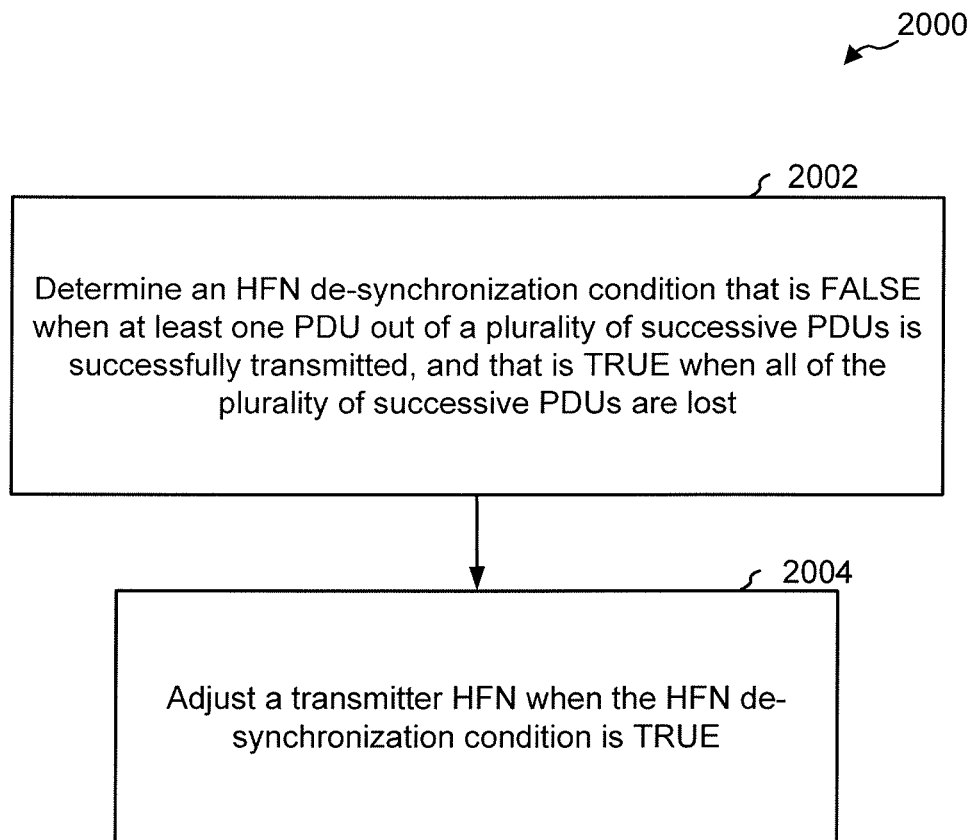 2000
2002
Determine an HFN de-synchronization condition that is FALSE
when at least one PDU out of a plurality of successive PDUs is
successfully transmitted, and that is TRUE when all of the
plurality of successive PDUs are lost
2004
Adjust a transmitter HFN when the HFN de-
synchronization condition is TRUE